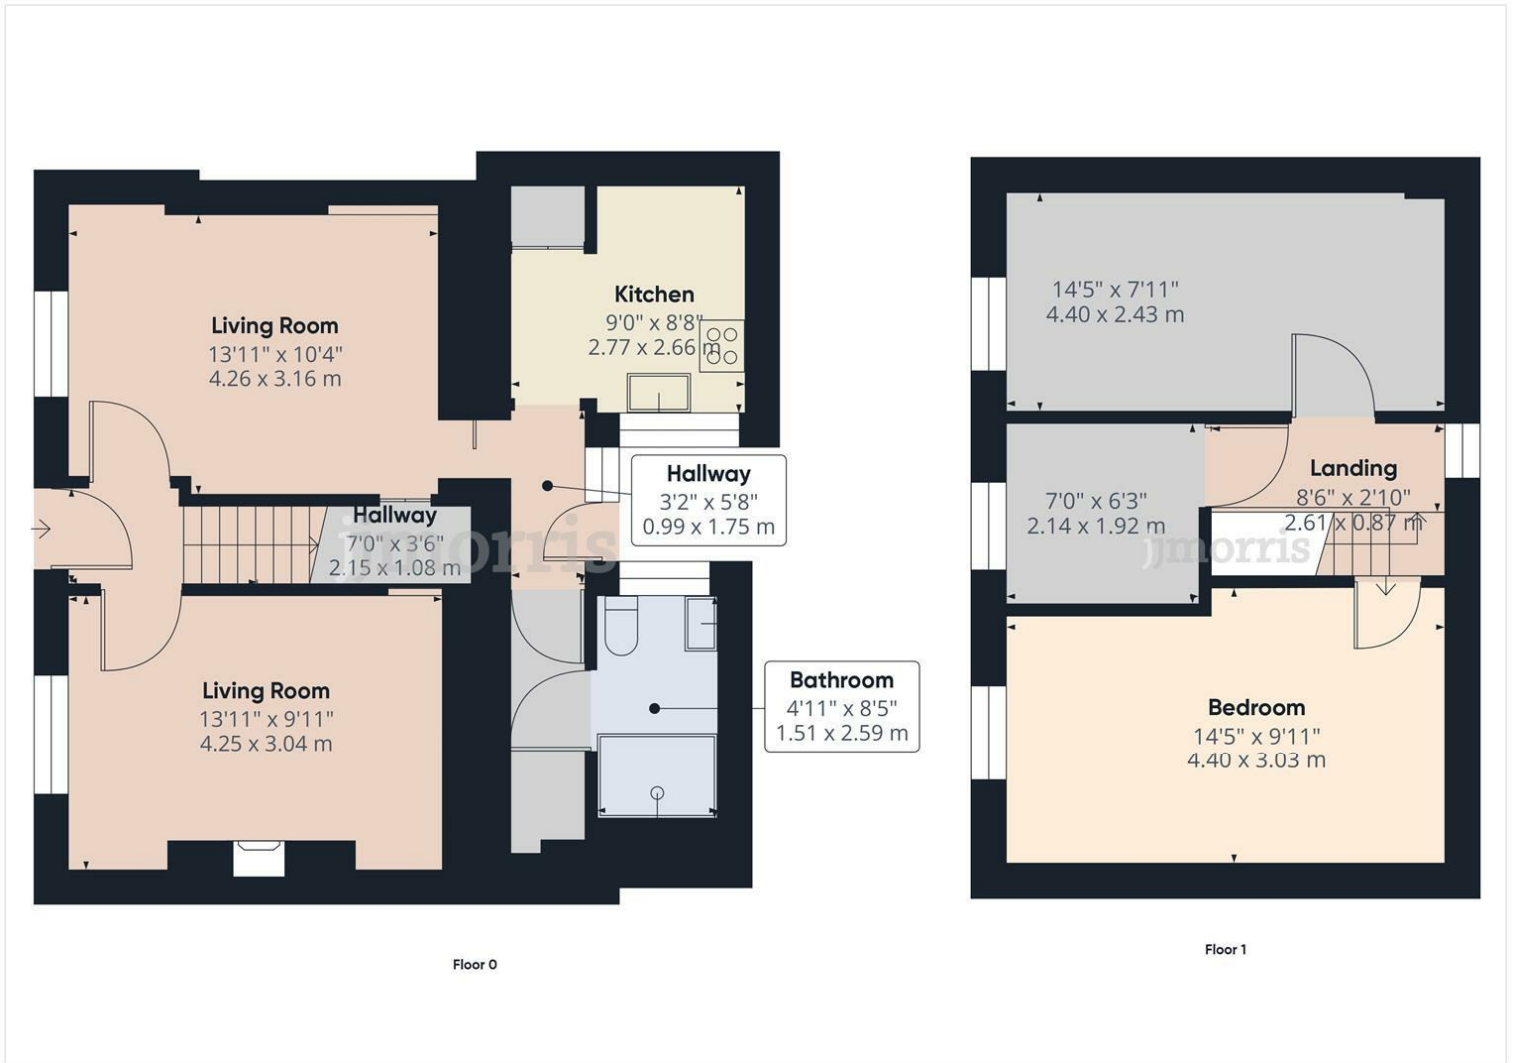 Living Room
13'11" x 10'4"
4.26 x 3.16 m
Kitchen
9'0" x 8'8"
2.77 x 2.66 m
Hallway
3'2" x 5'8"
0.99 x 1.75 m
Hallway
7'0" x 3'6"
2.15 x 1.08 m
jjmorris
Living Room
13'11" x 9'11"
4.25 x 3.04 m
Bathroom
4'11" x 8'5"
1.51 x 2.59 m
Floor 0
14'5" x 7'11"
4.40 x 2.43 m
7'0" x 6'3"
2.14 x 1.92 m
Landing
8'6" x 2'10"
2.61 x 0.87 m
jjmorris
Bedroom
14'5" x 9'11"
4.40 x 3.03 m
Floor 1